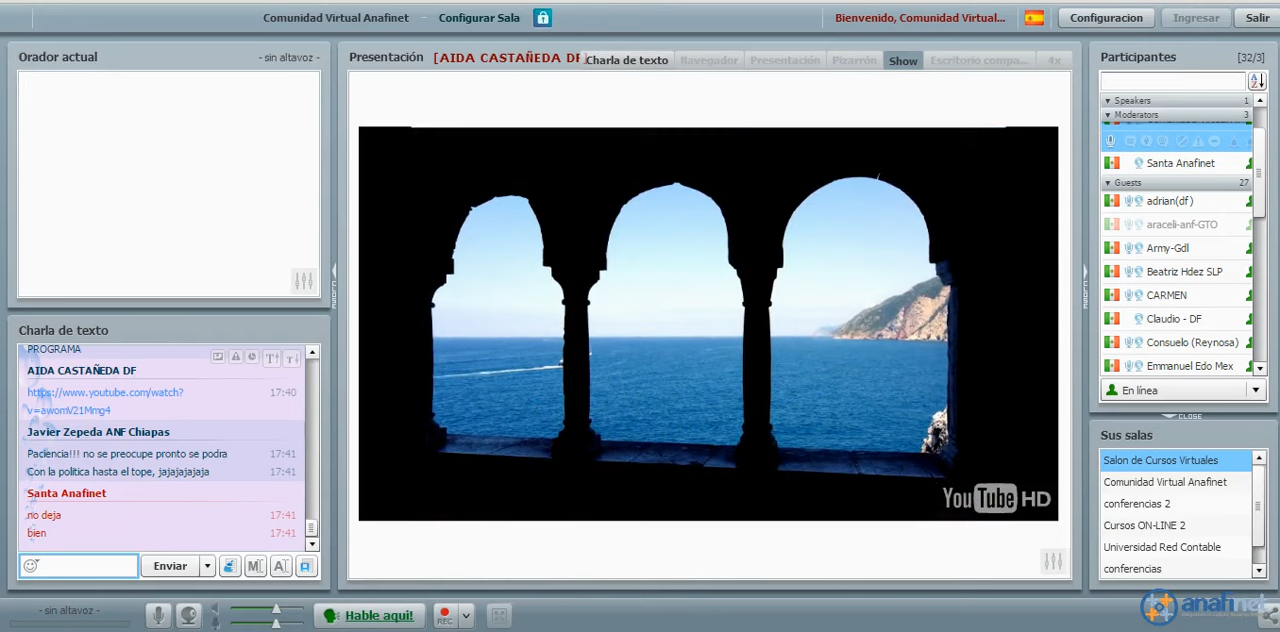 Comunidad Virtual Anafinet
Configurar Sala
Bienvenido, Comunidad Virtual...
Configuracion
Ingresar
Salir
Orador actual
- sin altavoz -
Presentación
[AIDA CASTAÑEDA DF
Charla de texto
Navegador
Presentación
Pizarrón
Show
Escritorio compa...
4x
YouTube HD
Charla de texto
PROGRAMA
AIDA CASTAÑEDA DF
https://www.youtube.com/watch? 17:40
v=awomV21Mmg4
Javier Zepeda ANF Chiapas
Paciencia!!! no se preocupe pronto se podra 17:41
Con la politica hasta el tope, jajajajajaja 17:41
Santa Anafinet
no deja 17:41
bien 17:41
Enviar
Participantes [32/3]
Speakers 1
Moderators 3
Santa Anafinet
Guests 27
adrian(df)
araceli-anf-GTO
Army-Gdl
Beatriz Hdez SLP
CARMEN
Claudio - DF
Consuelo (Reynosa)
Emmanuel Edo Mex
En línea
CLOSE
Sus salas
Salon de Cursos Virtuales
Comunidad Virtual Anafinet
conferencias 2
Cursos ON-LINE 2
Universidad Red Contable
conferencias
- sin altavoz -
Hable aqui!
REC
anafinet